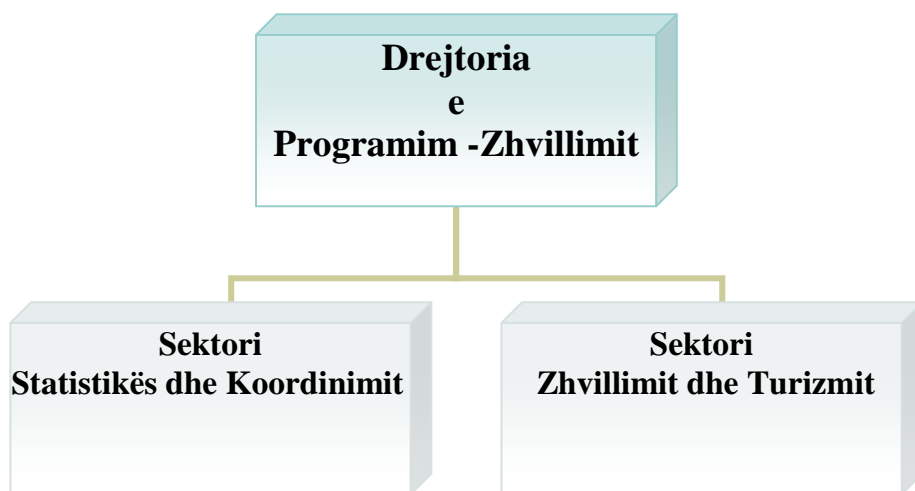 Drejtoria
e
Programim -Zhvillimit
Sektori
Statistikës dhe Koordinimit
Sektori
Zhvillimit dhe Turizmit